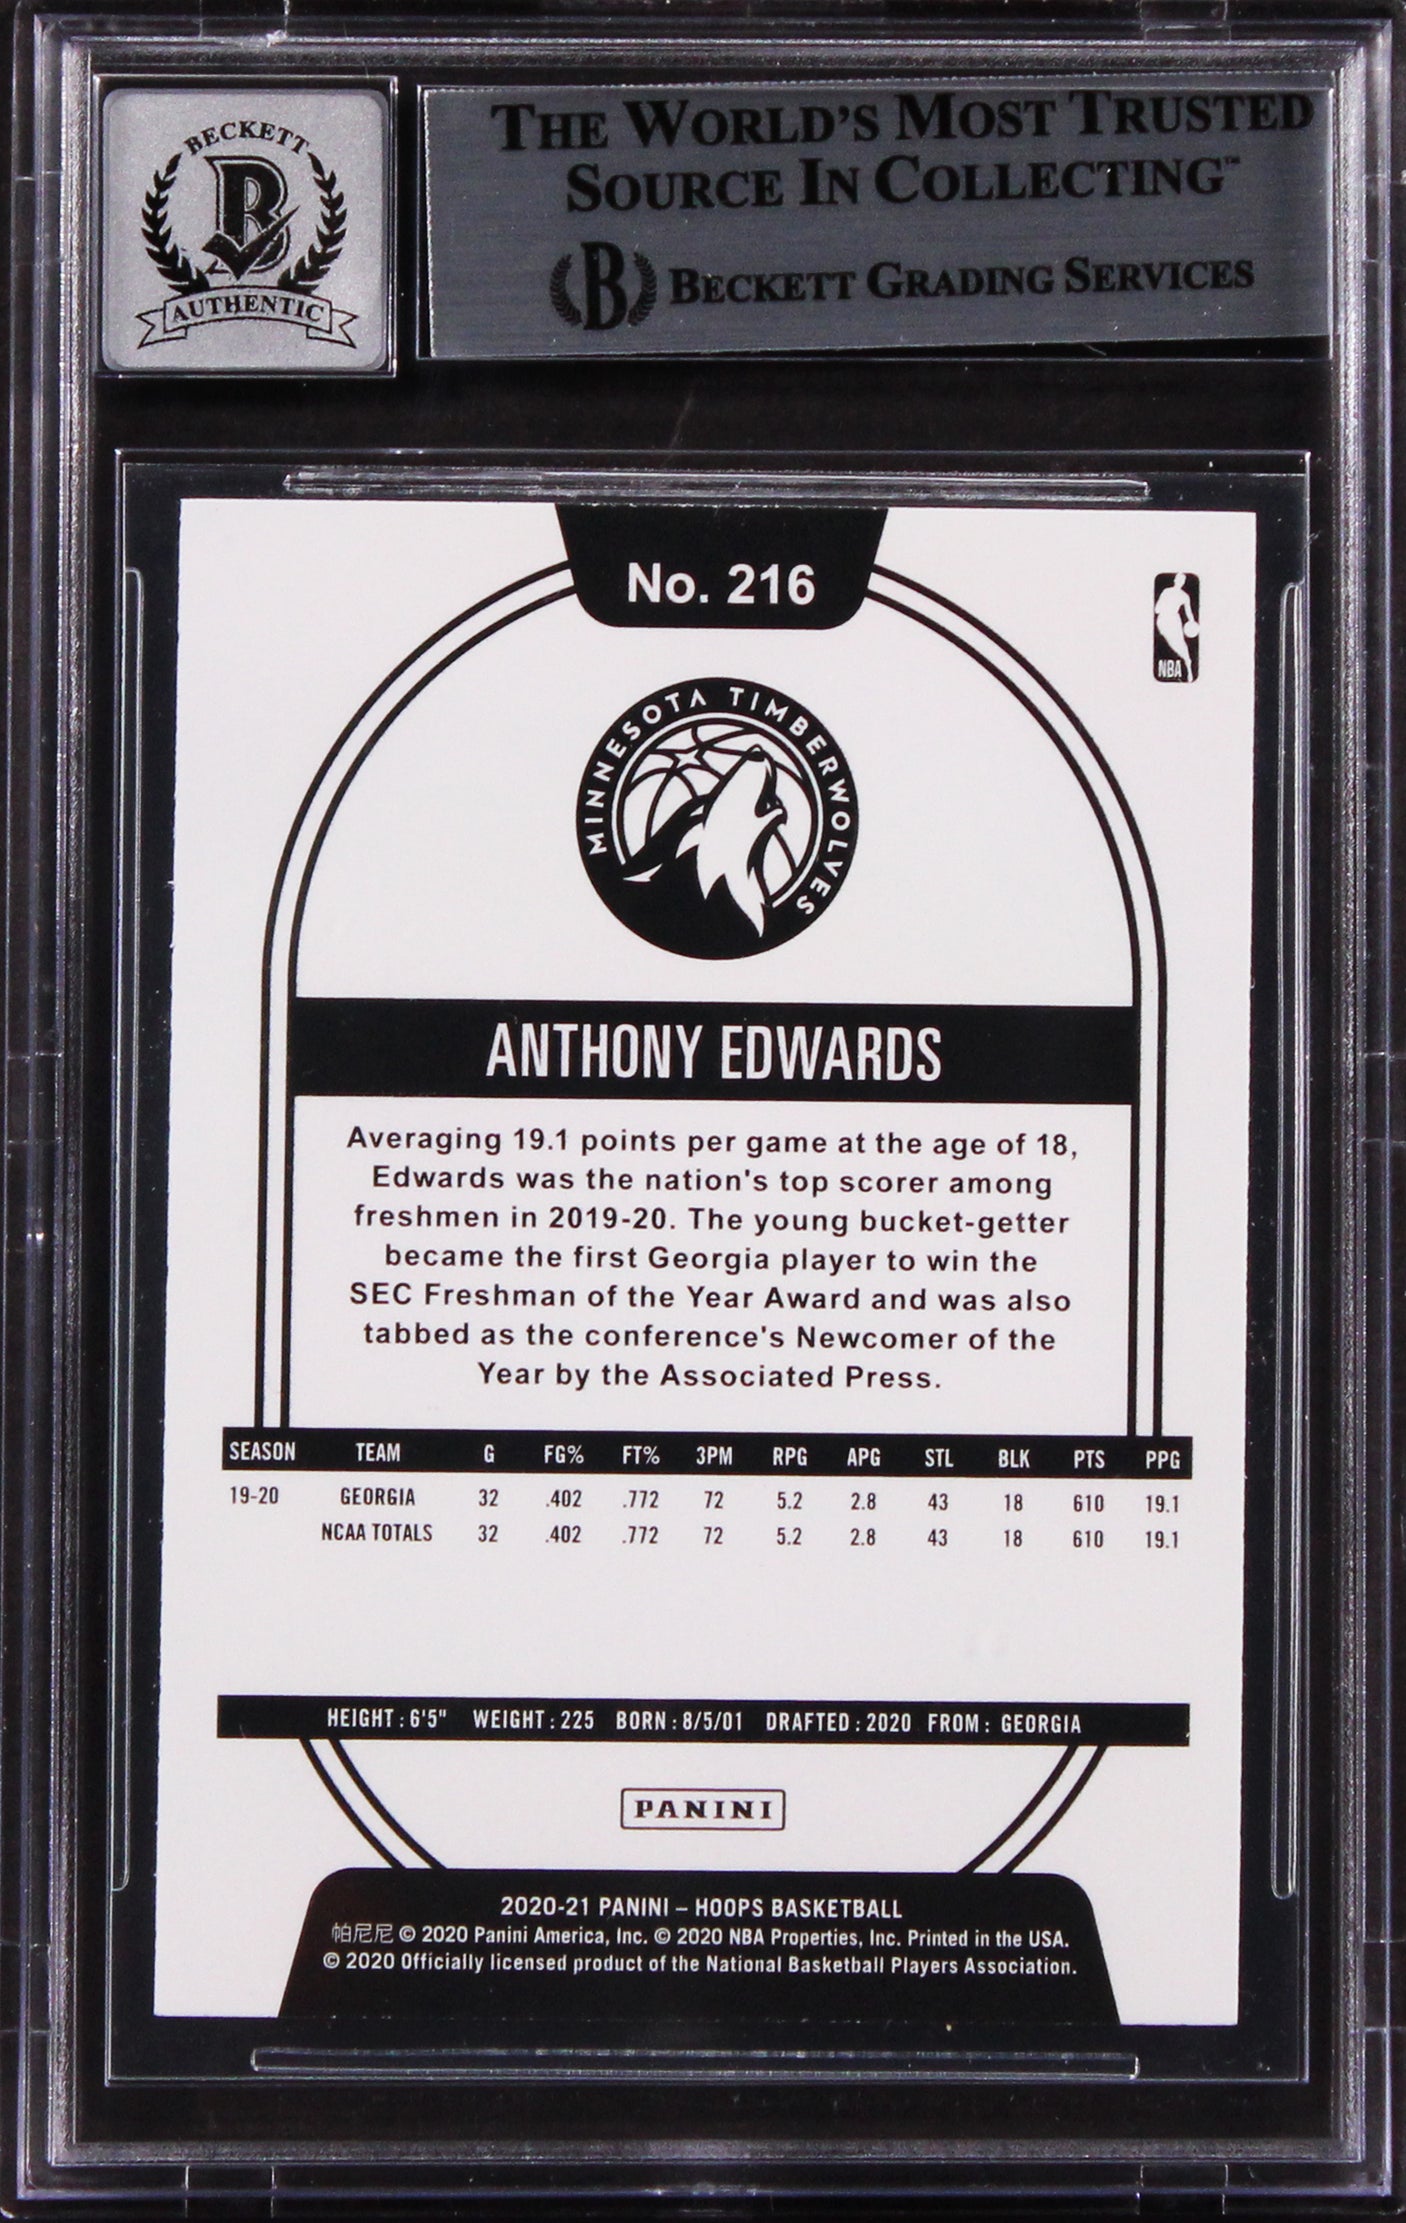 BECKETT
B
AUTHENTIC
THE WORLD'S MOST TRUSTED
SOURCE IN COLLECTING™
B BECKETT GRADING SERVICES
No. 216
NBA
MINNESOTA TIMBERWOLVES
ANTHONY EDWARDS
Averaging 19.1 points per game at the age of 18,
Edwards was the nation's top scorer among
freshmen in 2019-20. The young bucket-getter
became the first Georgia player to win the
SEC Freshman of the Year Award and was also
tabbed as the conference's Newcomer of the
Year by the Associated Press.
SEASON TEAM G FG% FT% 3PM RPG APG STL BLK PTS PPG
19-20 GEORGIA 32 .402 .772 72 5.2 2.8 43 18 610 19.1
NCAA TOTALS 32 .402 .772 72 5.2 2.8 43 18 610 19.1
HEIGHT : 6'5" WEIGHT : 225 BORN : 8/5/01 DRAFTED : 2020 FROM : GEORGIA
PANINI
2020-21 PANINI – HOOPS BASKETBALL
帕尼尼 © 2020 Panini America, Inc. © 2020 NBA Properties, Inc. Printed in the USA.
© 2020 Officially licensed product of the National Basketball Players Association.